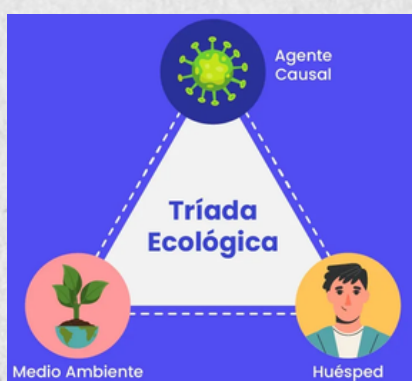 Agente
Causal
Tríada
Ecológica
Medio Ambiente
Huésped